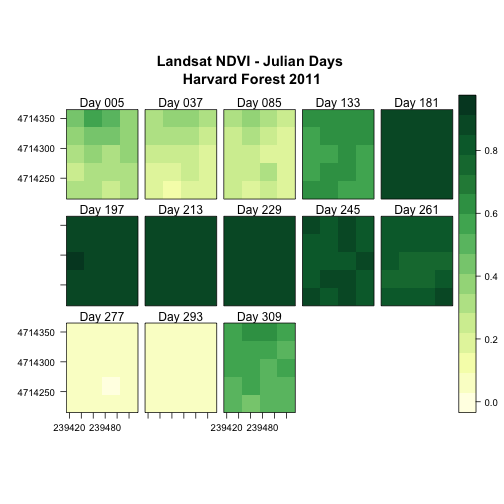 Landsat NDVI - Julian Days
Harvard Forest 2011
Day 005 Day 037 Day 085 Day 133 Day 181
4714350
4714300
4714250
Day 197 Day 213 Day 229 Day 245 Day 261
Day 277 Day 293 Day 309
4714350
4714300
4714250
239420 239480 239420 239480
0.8
0.6
0.4
0.2
0.0